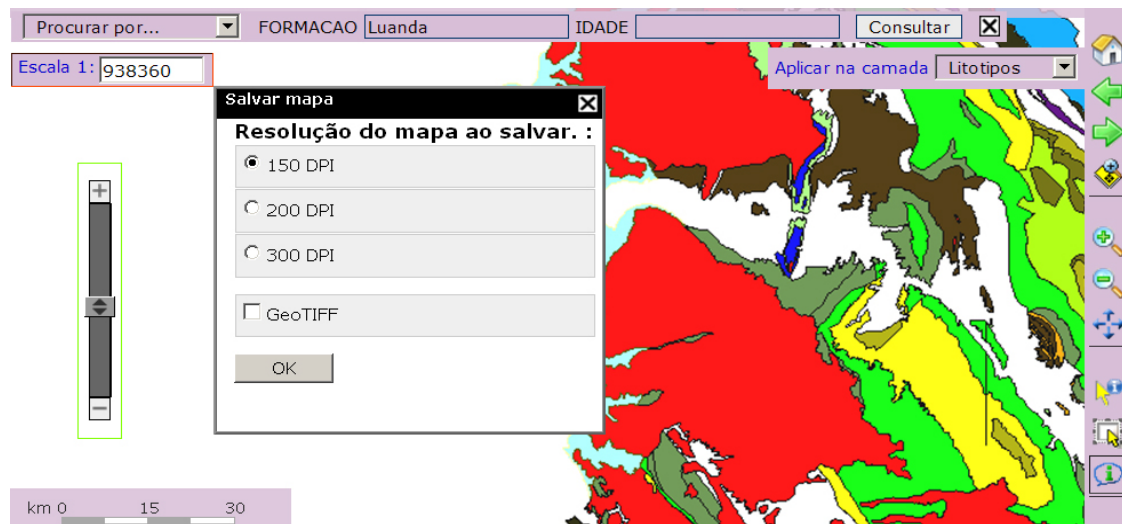 Procurar por... FORMACAO Luanda IDADE Consultar
Escala 1: 938360
Aplicar na camada Litotipos
Salvar mapa
Resolução do mapa ao salvar. :
150 DPI
200 DPI
300 DPI
GeoTIFF
OK
km 0 15 30